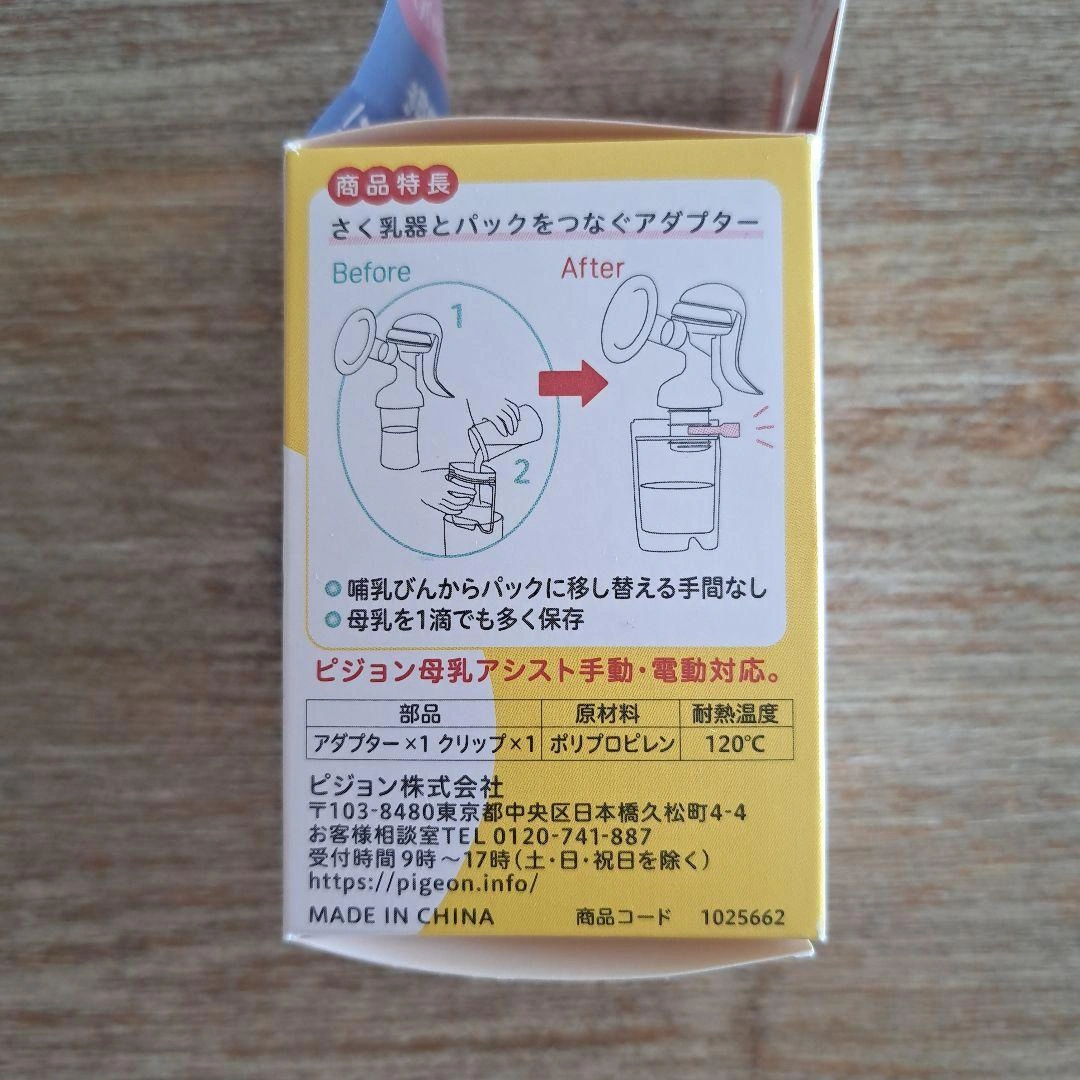 商品特長
さく乳器とパックをつなぐアダプター
Before
After
1
2
哺乳びんからパックに移し替える手間なし
母乳を1滴でも多く保存
ピジョン母乳アシスト手動・電動対応。
部品 原材料 耐熱温度
アダプター×1 クリップ×1 ポリプロピレン 120℃
ピジョン株式会社
〒103-8480東京都中央区日本橋久松町4-4
お客様相談室TEL 0120-741-887
受付時間 9時～17時(土・日・祝日を除く)
https://pigeon.info/
MADE IN CHINA 商品コード 1025662